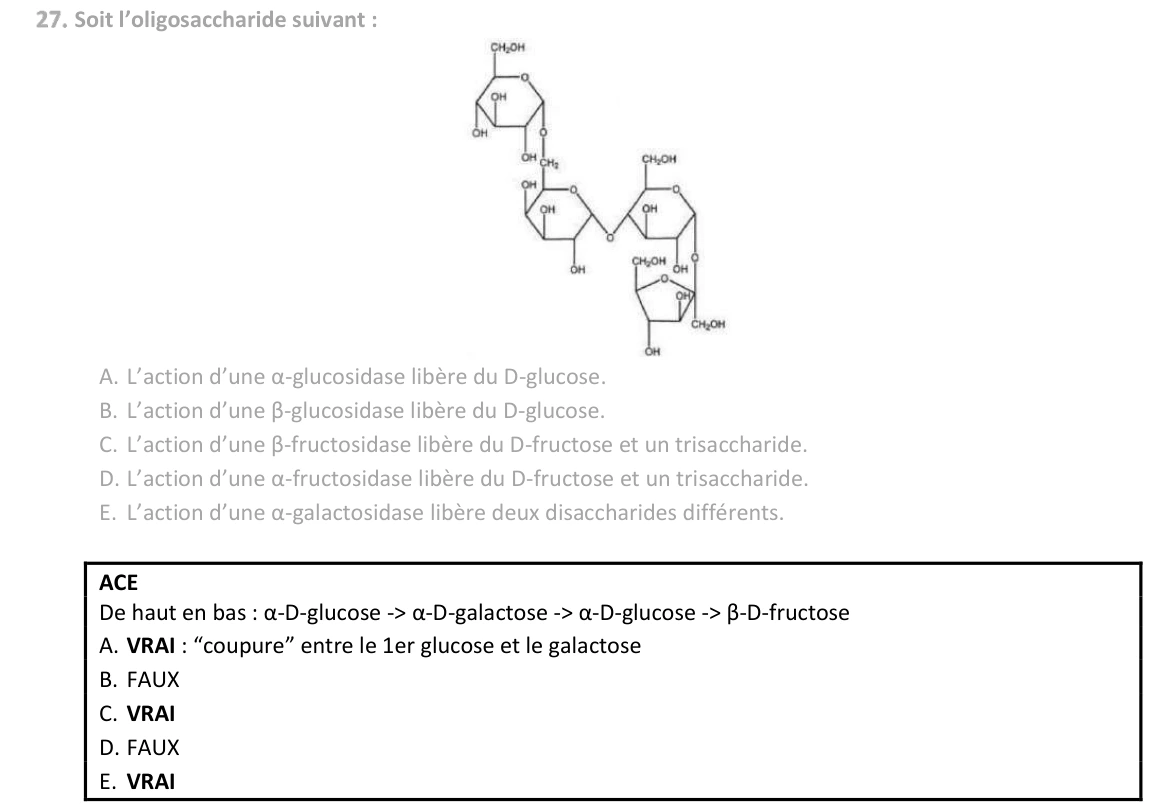 27. Soit l’oligosaccharide suivant :
CH₂OH
O
OH
OH
O
OH CH₂
CH₂OH
OH
O
O
OH
OH
O
OH
CH₂OH
O
OH
O
OH
CH₂OH
OH
A. L’action d’une α-glucosidase libère du D-glucose.
B. L’action d’une β-glucosidase libère du D-glucose.
C. L’action d’une β-fructosidase libère du D-fructose et un trisaccharide.
D. L’action d’une α-fructosidase libère du D-fructose et un trisaccharide.
E. L’action d’une α-galactosidase libère deux disaccharides différents.
ACE
De haut en bas : α-D-glucose -> α-D-galactose -> α-D-glucose -> β-D-fructose
A. VRAI : “coupure” entre le 1er glucose et le galactose
B. FAUX
C. VRAI
D. FAUX
E. VRAI